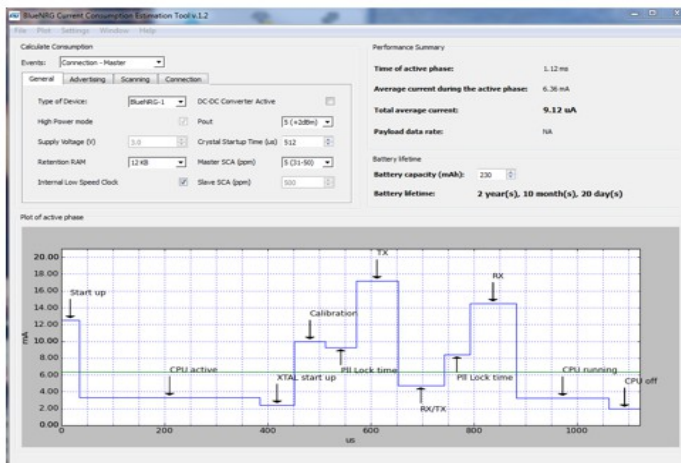 BlueNRG Current Consumption Estimation Tool v.1.2
File Plot Settings Window Help
Calculate Consumption
Events: Connection - Master
General Advertising Scanning Connection
Type of Device: BlueNRG-1 DC-DC Converter Active
High Power mode Pout 5 (+2dBm)
Supply Voltage (V) 3.0 Crystal Startup Time (us) 512
Retention RAM 12 KB Master SCA (ppm) 5 (31-50)
Internal Low Speed Clock Slave SCA (ppm) 500
Performance Summary
Time of active phase: 1.12 ms
Average current during the active phase: 6.36 mA
Total average current: 9.12 uA
Payload data rate: NA
Battery lifetime
Battery capacity (mAh): 230
Battery lifetime: 2 year(s), 10 month(s), 20 day(s)
Plot of active phase
20.00
18.00
16.00
14.00
12.00
10.00
8.00
6.00
4.00
2.00
0.00
mA
Start up
CPU active
XTAL start up
Calibration
Pll Lock time
TX
RX/TX
Pll Lock time
RX
CPU running
CPU off
0 200 400 600 800 1000
us